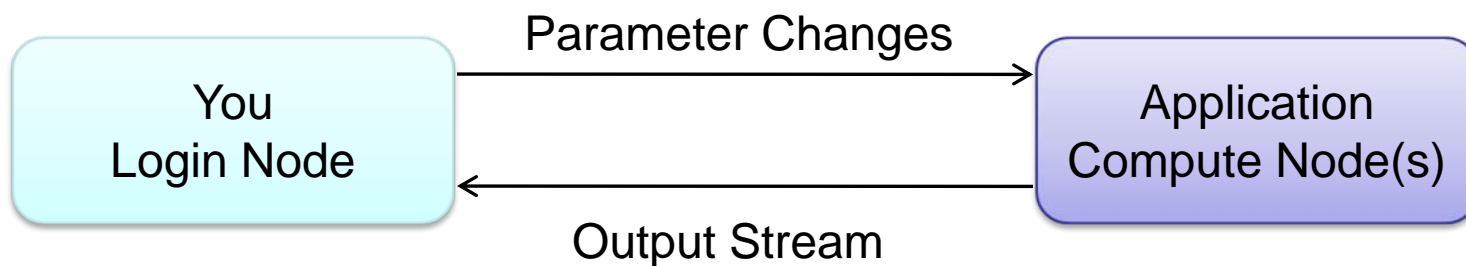 Parameter Changes
You
Login Node
Application
Compute Node(s)
Output Stream